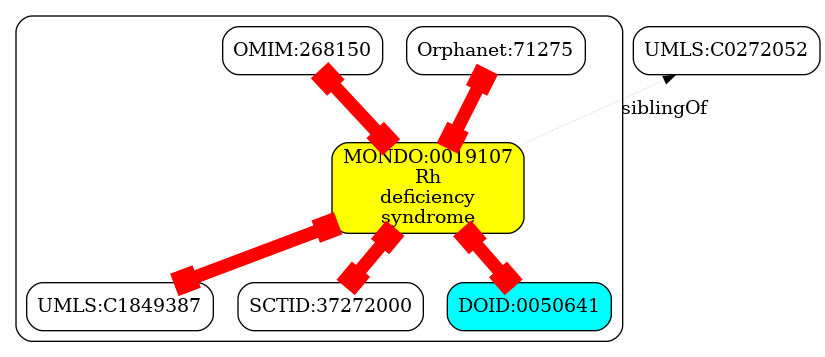 OMIM:268150
Orphanet:71275
UMLS:C0272052
siblingOf
MONDO:0019107
Rh
deficiency
syndrome
UMLS:C1849387
SCTID:37272000
DOID:0050641